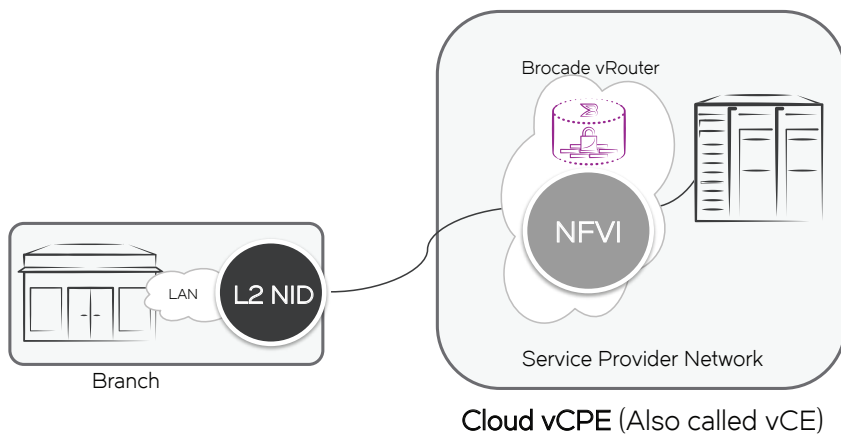 Brocade vRouter
NFVI
LAN
L2 NID
Service Provider Network
Branch
Cloud vCPE (Also called vCE)